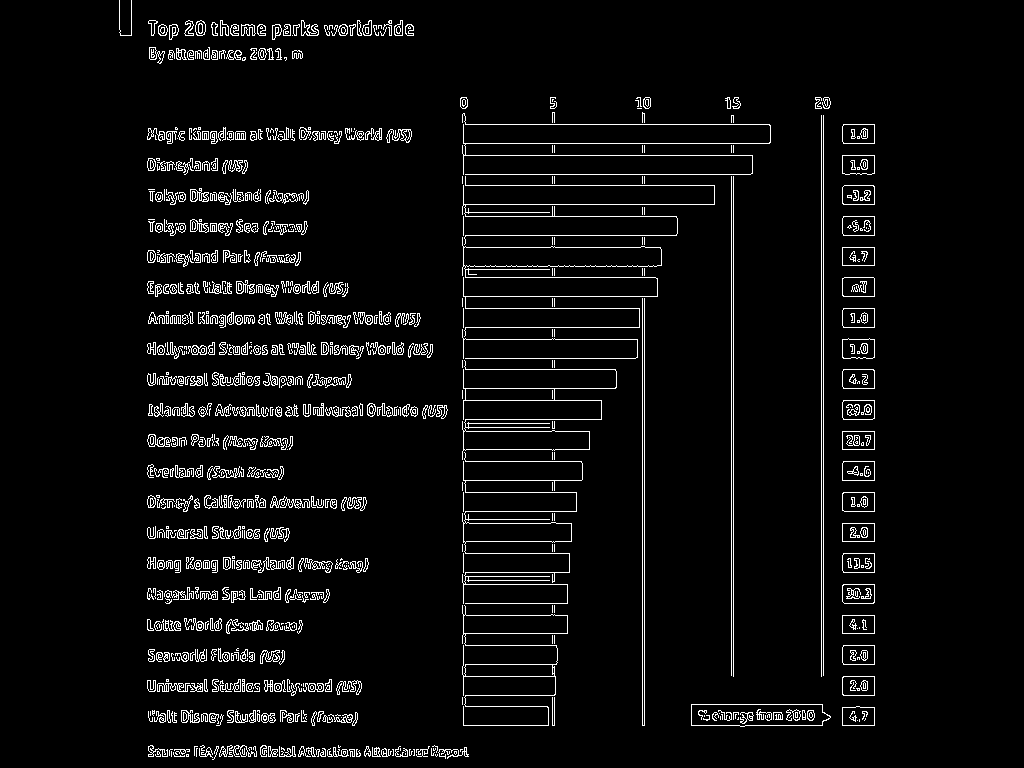 Top 20 theme parks worldwide
By attendance, 2011, m
0 5 10 15 20
Magic Kingdom at Walt Disney World (US) 1.0
Disneyland (US) 1.0
Tokyo Disneyland (Japan) -3.2
Tokyo Disney Sea (Japan) -5.8
Disneyland Park (France) 4.7
Epcot at Walt Disney World (US) nil
Animal Kingdom at Walt Disney World (US) 1.0
Hollywood Studios at Walt Disney World (US) 1.0
Universal Studios Japan (Japan) 4.2
Islands of Adventure at Universal Orlando (US) 29.0
Ocean Park (Hong Kong) 28.7
Everland (South Korea) -4.6
Disney's California Adventure (US) 1.0
Universal Studios (US) 2.0
Hong Kong Disneyland (Hong Kong) 13.5
Nagashima Spa Land (Japan) 30.3
Lotte World (South Korea) 4.1
Seaworld Florida (US) 2.0
Universal Studios Hollywood (US) 2.0
Walt Disney Studios Park (France) % change from 2010 4.7
Source: TEA/AECOM Global Attractions Attendance Report